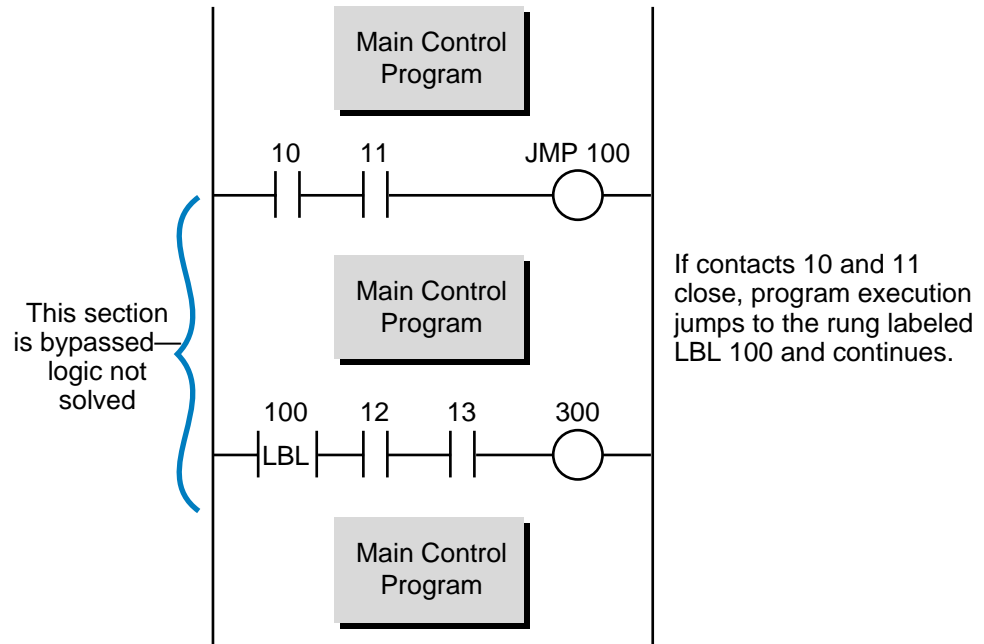 Main Control
Program
10 11 JMP 100
Main Control
Program
If contacts 10 and 11
close, program execution
jumps to the rung labeled
LBL 100 and continues.
This section
is bypassed—
logic not
solved
100 12 13 300
LBL
Main Control
Program